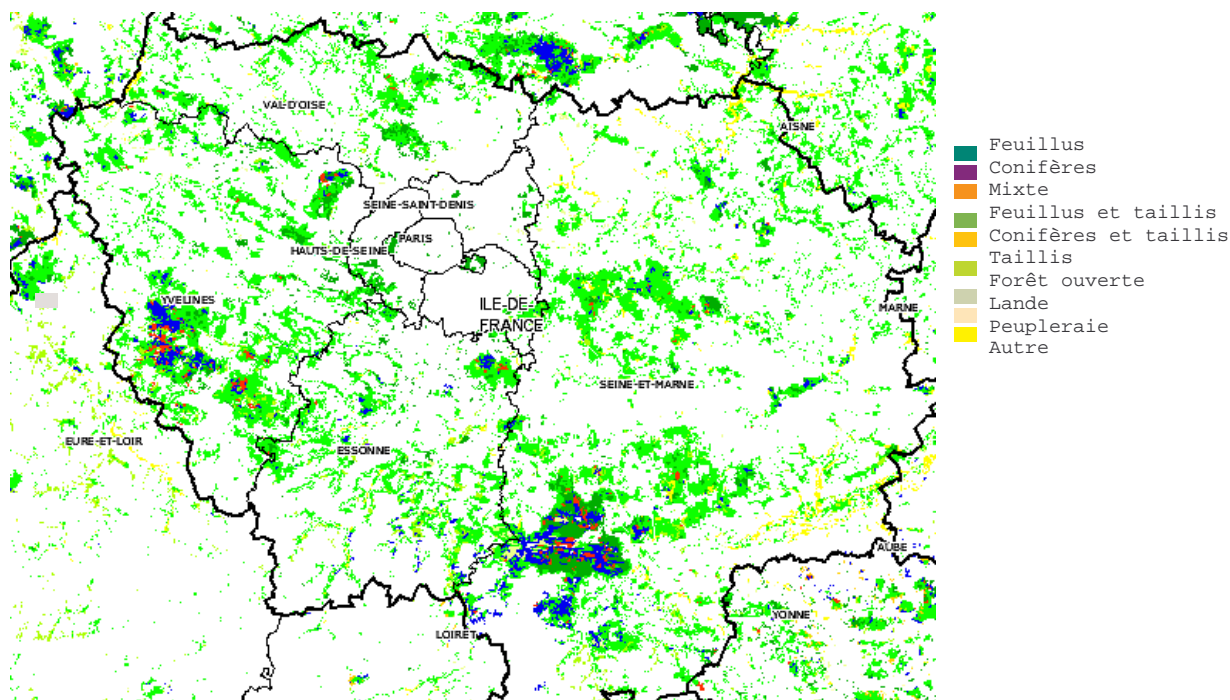 VAL-D'OISE
AISNE
SEINE-SAINT-DENIS
PARIS
HAUTS-DE-SEINE
YVELINES
ILE-DE-
FRANCE
MARNE
SEINE-ET-MARNE
EURE-ET-LOIR
ESSONNE
AUBE
YONNE
LOIRET
Feuillus
Conifères
Mixte
Feuillus et taillis
Conifères et taillis
Taillis
Forêt ouverte
Lande
Peupleraie
Autre